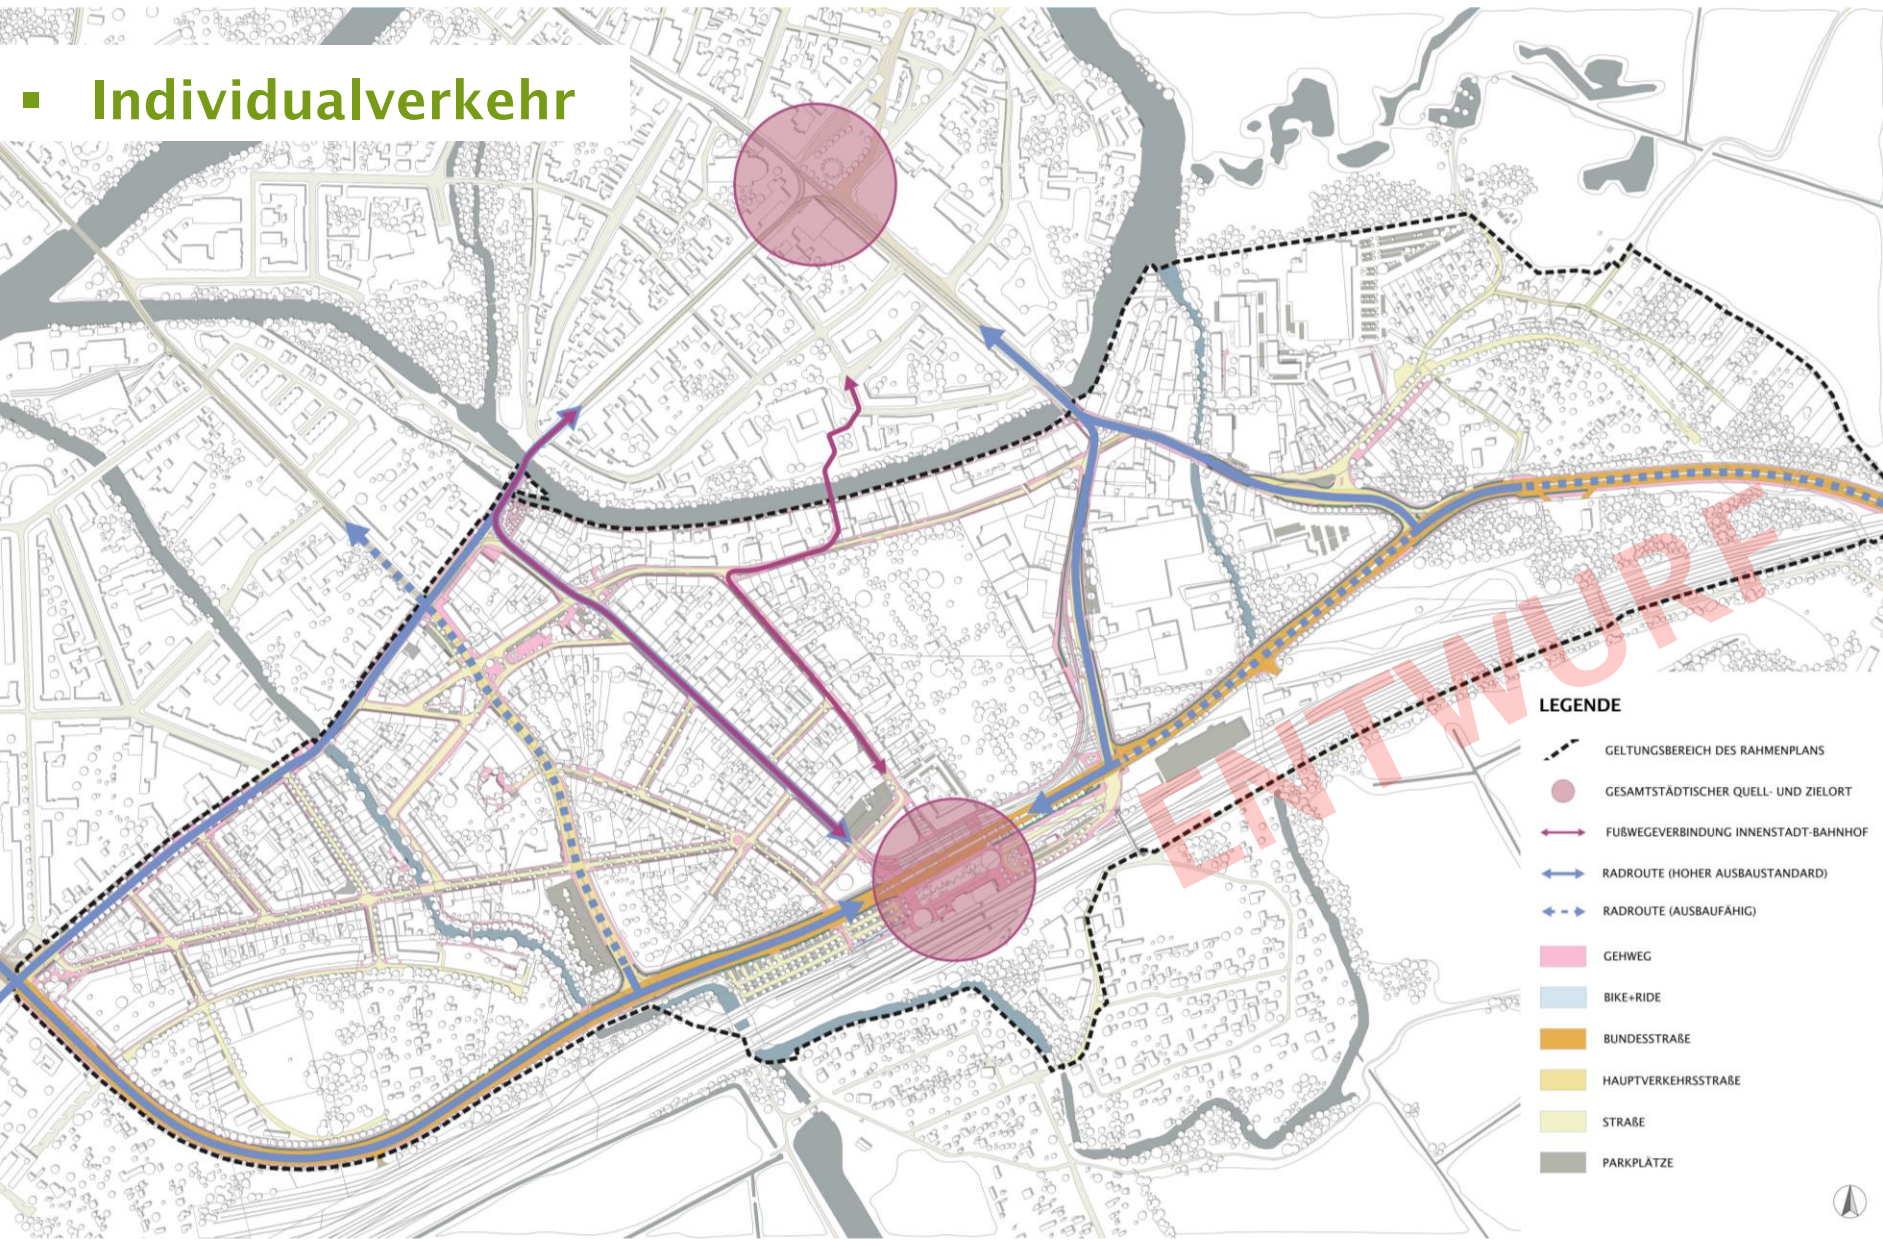 ▪ Individualverkehr
ENTWURF
LEGENDE
GELTUNGSBEREICH DES RAHMENPLANS
GESAMTSTÄDTISCHER QUELL- UND ZIELORT
FUßWEGEVERBINDUNG INNENSTADT-BAHNHOF
RADROUTE (HOHER AUSBAUSTANDARD)
RADROUTE (AUSBAUFÄHIG)
GEHWEG
BIKE+RIDE
BUNDESSTRAßE
HAUPTVERKEHRSSTRAßE
STRAßE
PARKPLÄTZE